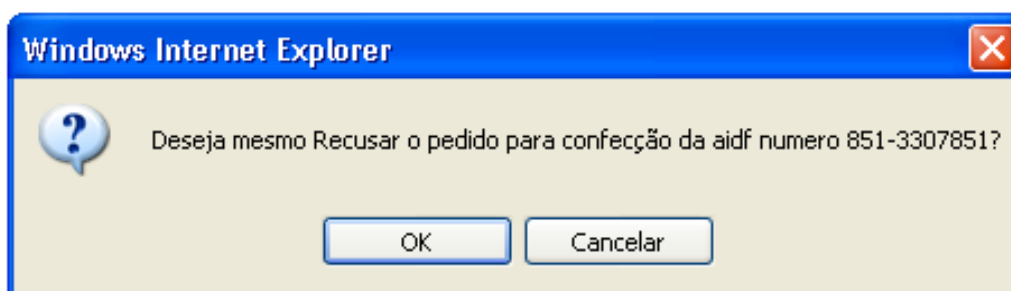 Windows Internet Explorer
Deseja mesmo Recusar o pedido para confecção da aidf numero 851-3307851?
OK
Cancelar